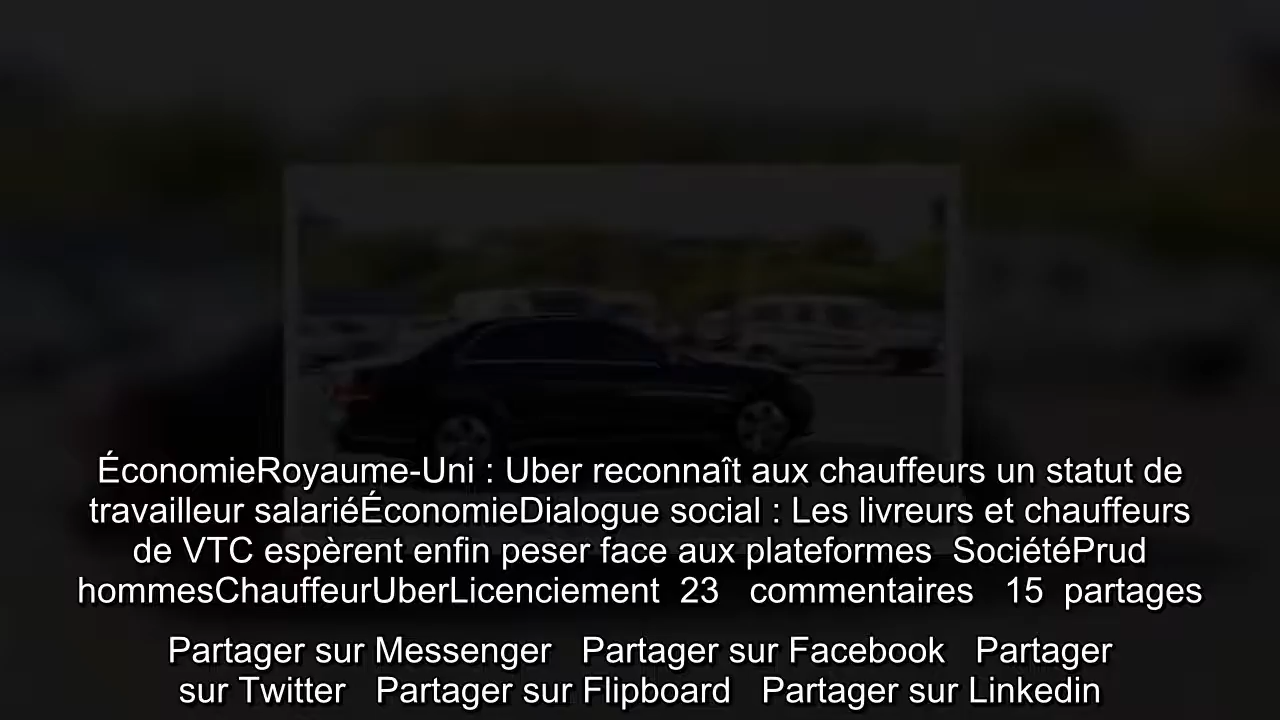 ÉconomieRoyaume-Uni : Uber reconnaît aux chauffeurs un statut de
travailleur salariéÉconomieDialogue social : Les livreurs et chauffeurs
de VTC espèrent enfin peser face aux plateformes  SociétéPrud
hommesChauffeurUberLicenciement  23   commentaires   15  partages
Partager sur Messenger   Partager sur Facebook   Partager
sur Twitter   Partager sur Flipboard   Partager sur Linkedin